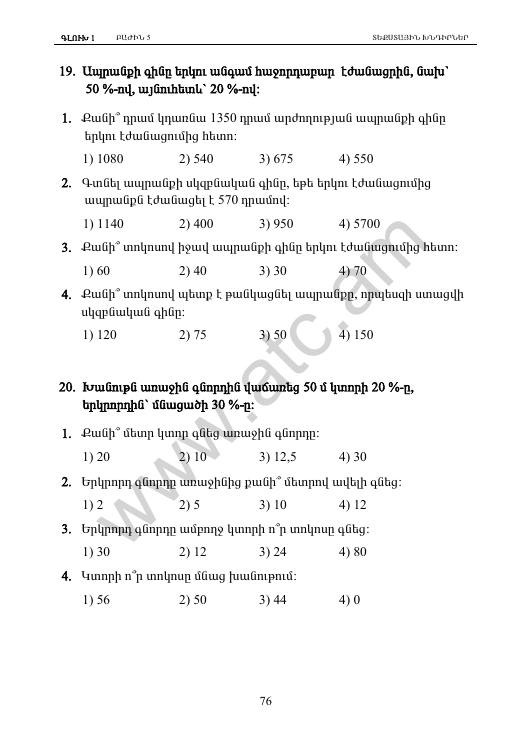 ԳԼՈՒԽ 1 ԲԱԺԻՆ 5 ՏԵՔՍՏԱՅԻՆ ԽՆԴԻՐՆԵՐ
19. Ապրանքի գինը երկու անգամ հաջորդաբար էժանացրին, նախ՝
50 %-ով, այնուհետև՝ 20 %-ով:
1. Քանի՞ դրամ կդառնա 1350 դրամ արժողության ապրանքի գինը
երկու էժանացումից հետո:
1) 1080 2) 540 3) 675 4) 550
2. Գտնել ապրանքի սկզբնական գինը, եթե երկու էժանացումից
ապրանքն էժանացել է 570 դրամով:
1) 1140 2) 400 3) 950 4) 5700
3. Քանի՞ տոկոսով իջավ ապրանքի գինը երկու էժանացումից հետո:
1) 60 2) 40 3) 30 4) 70
4. Քանի՞ տոկոսով պետք է թանկացնել ապրանքը, որպեսզի ստացվի
սկզբնական գինը:
1) 120 2) 75 3) 50 4) 150
20. Խանութն առաջին գնորդին վաճառեց 50 մ կտորի 20 %-ը,
երկրորդին՝ մնացածի 30 %-ը:
1. Քանի՞ մետր կտոր գնեց առաջին գնորդը:
1) 20 2) 10 3) 12,5 4) 30
2. Երկրորդ գնորդը առաջինից քանի՞ մետրով ավելի գնեց:
1) 2 2) 5 3) 10 4) 12
3. Երկրորդ գնորդը ամբողջ կտորի ո՞ր տոկոսը գնեց:
1) 30 2) 12 3) 24 4) 80
4. Կտորի ո՞ր տոկոսը մնաց խանութում:
1) 56 2) 50 3) 44 4) 0
www.atc.am
76